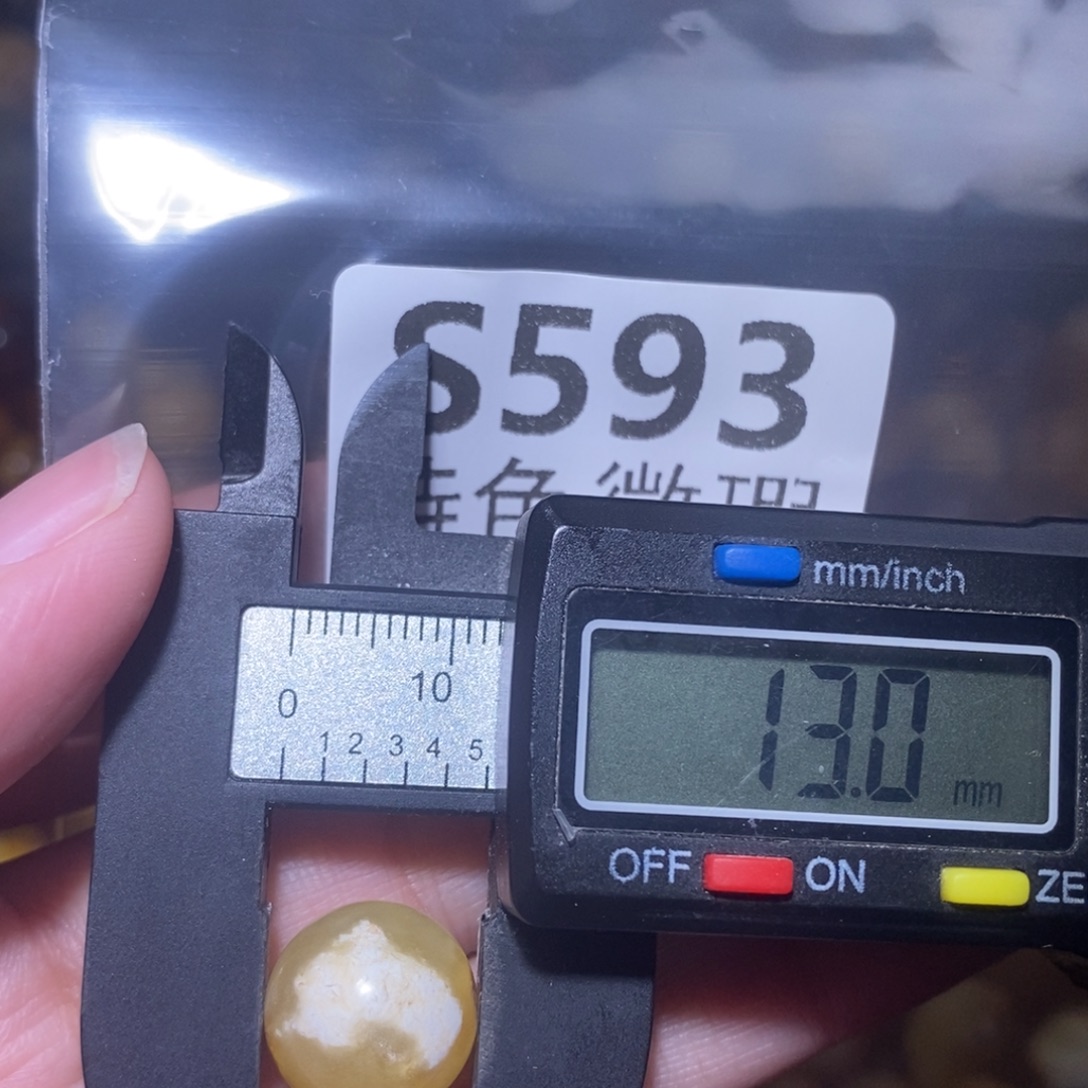 S593
mm/inch
0 10
1 2 3 4 5
13.0 mm
OFF ON ZE